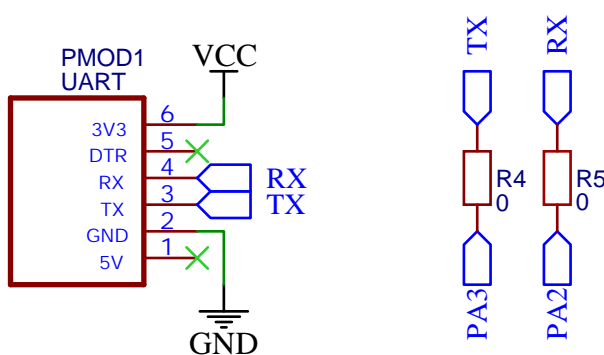 PMOD1
UART
VCC
3V3 6
DTR 5
RX 4 RX
TX 3 TX
GND 2
5V 1
GND
TX
RX
R4
0
R5
0
PA3
PA2